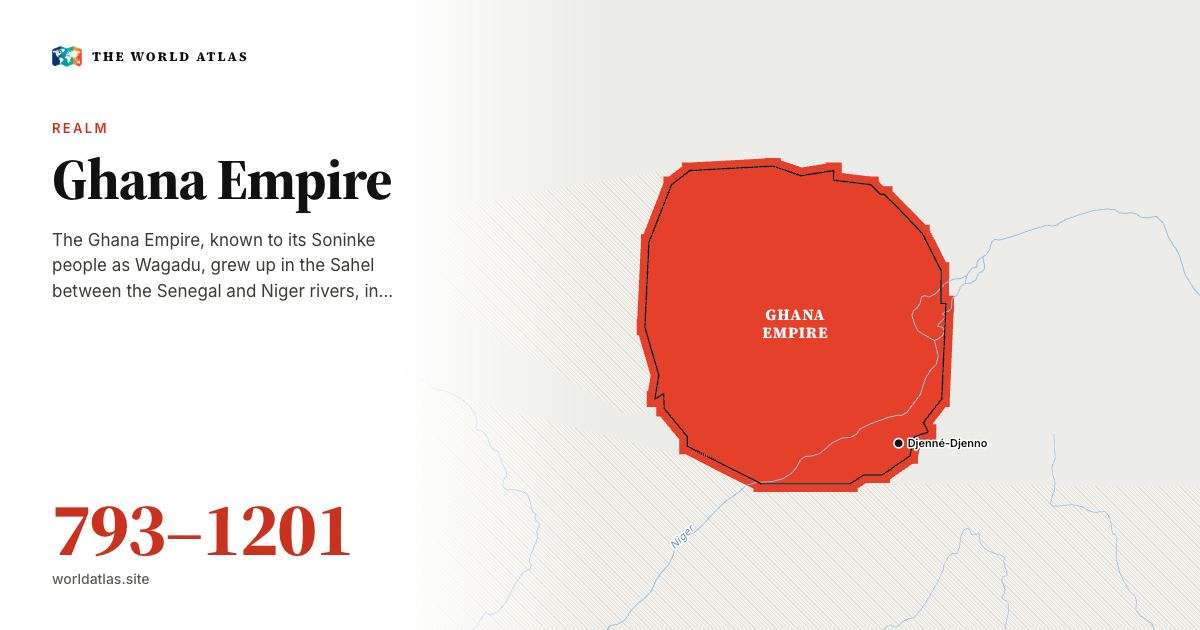 THE WORLD ATLAS
REALM
Ghana Empire
The Ghana Empire, known to its Soninke
people as Wagadu, grew up in the Sahel
between the Senegal and Niger rivers, in...
793–1201
worldatlas.site
GHANA
EMPIRE
Djenné-Djenno
Niger